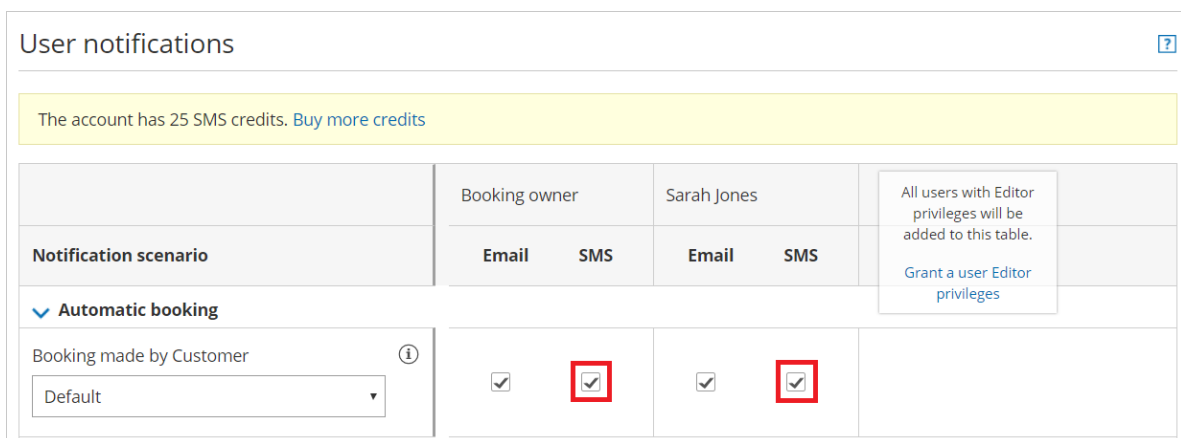 User notifications
?
The account has 25 SMS credits. Buy more credits
Booking owner
Sarah Jones
All users with Editor
privileges will be
added to this table.
Grant a user Editor
privileges
Notification scenario
Email
SMS
Email
SMS
Automatic booking
Booking made by Customer
i
Default